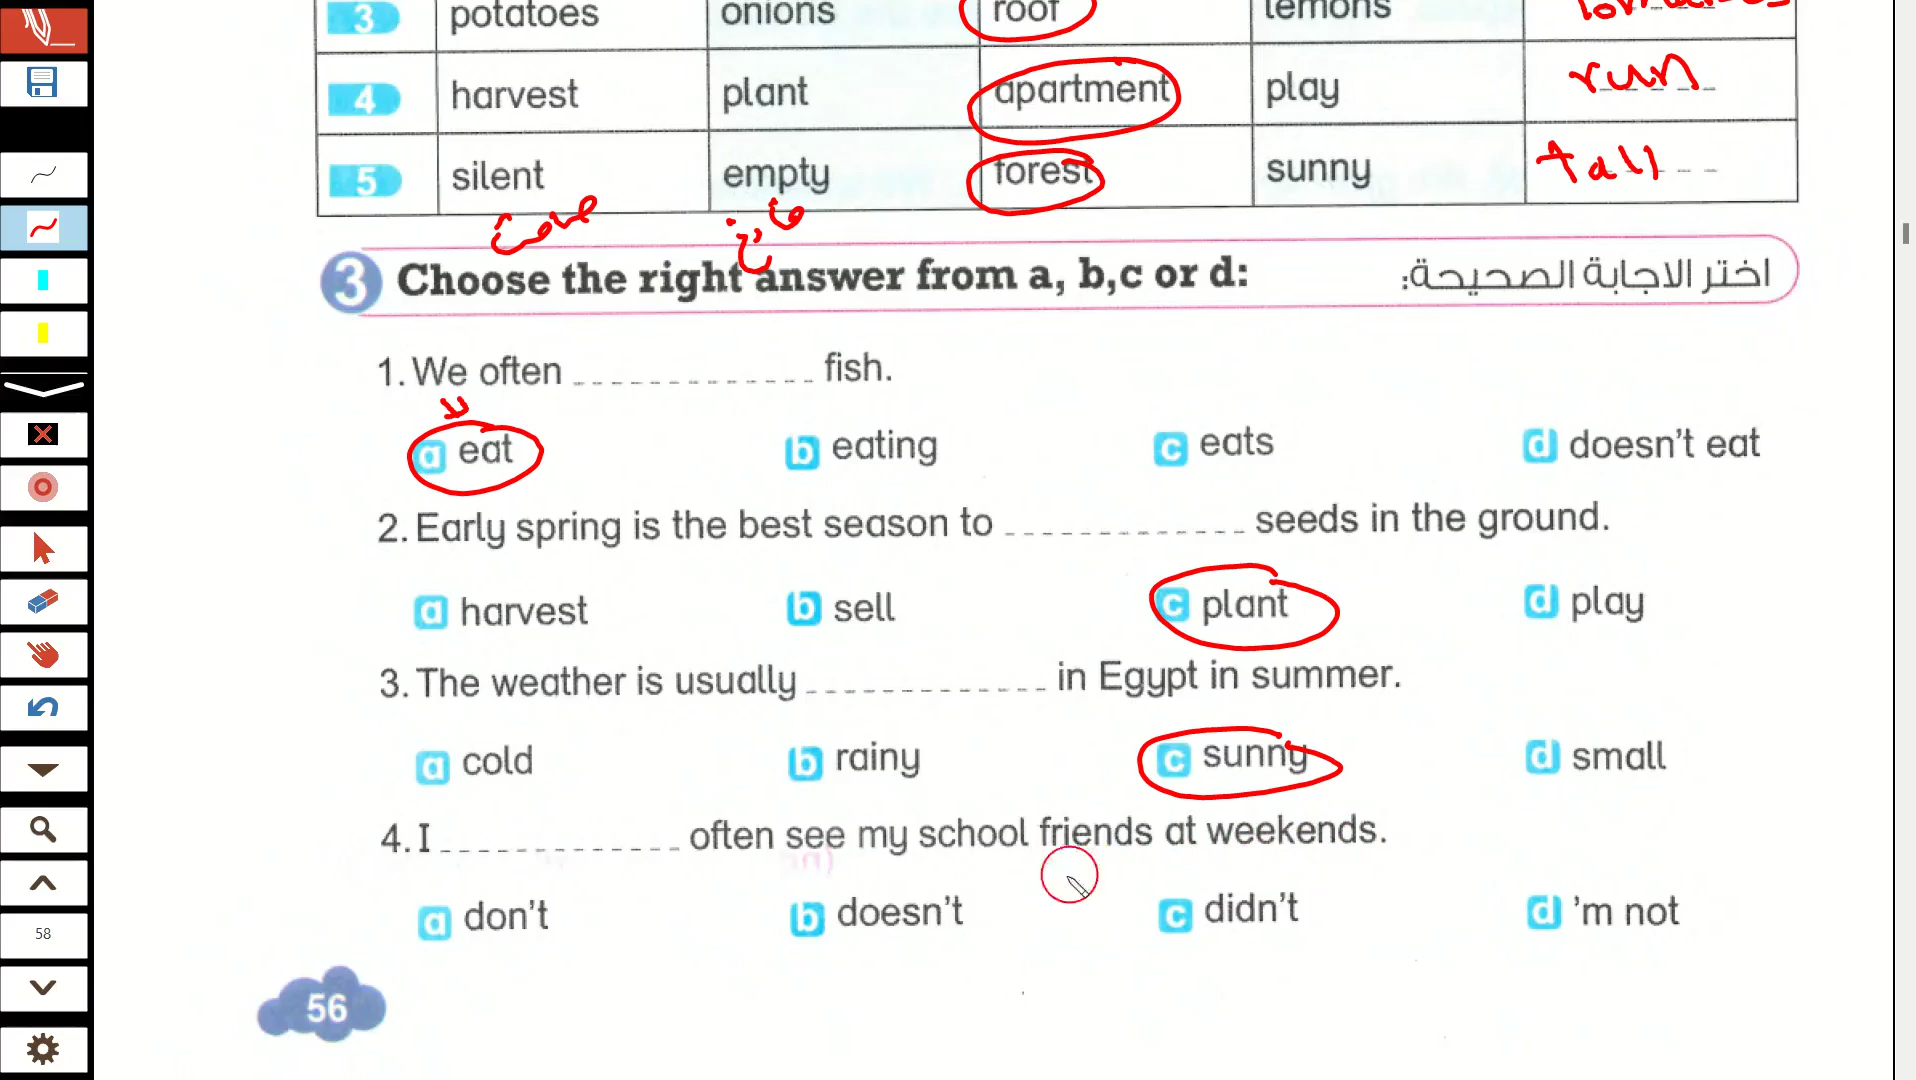 3 potatoes onions roof lemons
4 harvest plant apartment play run
5 silent empty forest sunny tall
3 Choose the right answer from a, b,c or d: اختر الاجابة الصحيحة:
1. We often _ _ _ _ _ _ _ _ _ _ _ _ _ fish.
a eat b eating c eats d doesn't eat
2. Early spring is the best season to _ _ _ _ _ _ _ _ _ _ _ _ _ seeds in the ground.
a harvest b sell c plant d play
3. The weather is usually _ _ _ _ _ _ _ _ _ _ _ _ _ in Egypt in summer.
a cold b rainy c sunny d small
4. I _ _ _ _ _ _ _ _ _ _ _ _ _ often see my school friends at weekends.
a don't b doesn't c didn't d 'm not
58
56